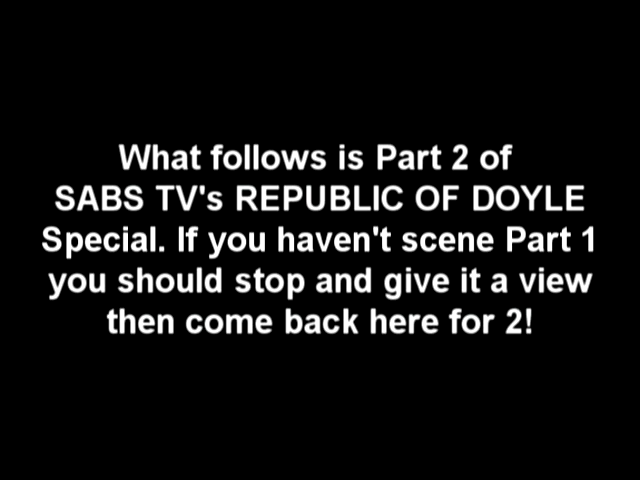 What follows is Part 2 of
SABS TV's REPUBLIC OF DOYLE
Special. If you haven't scene Part 1
you should stop and give it a view
then come back here for 2!